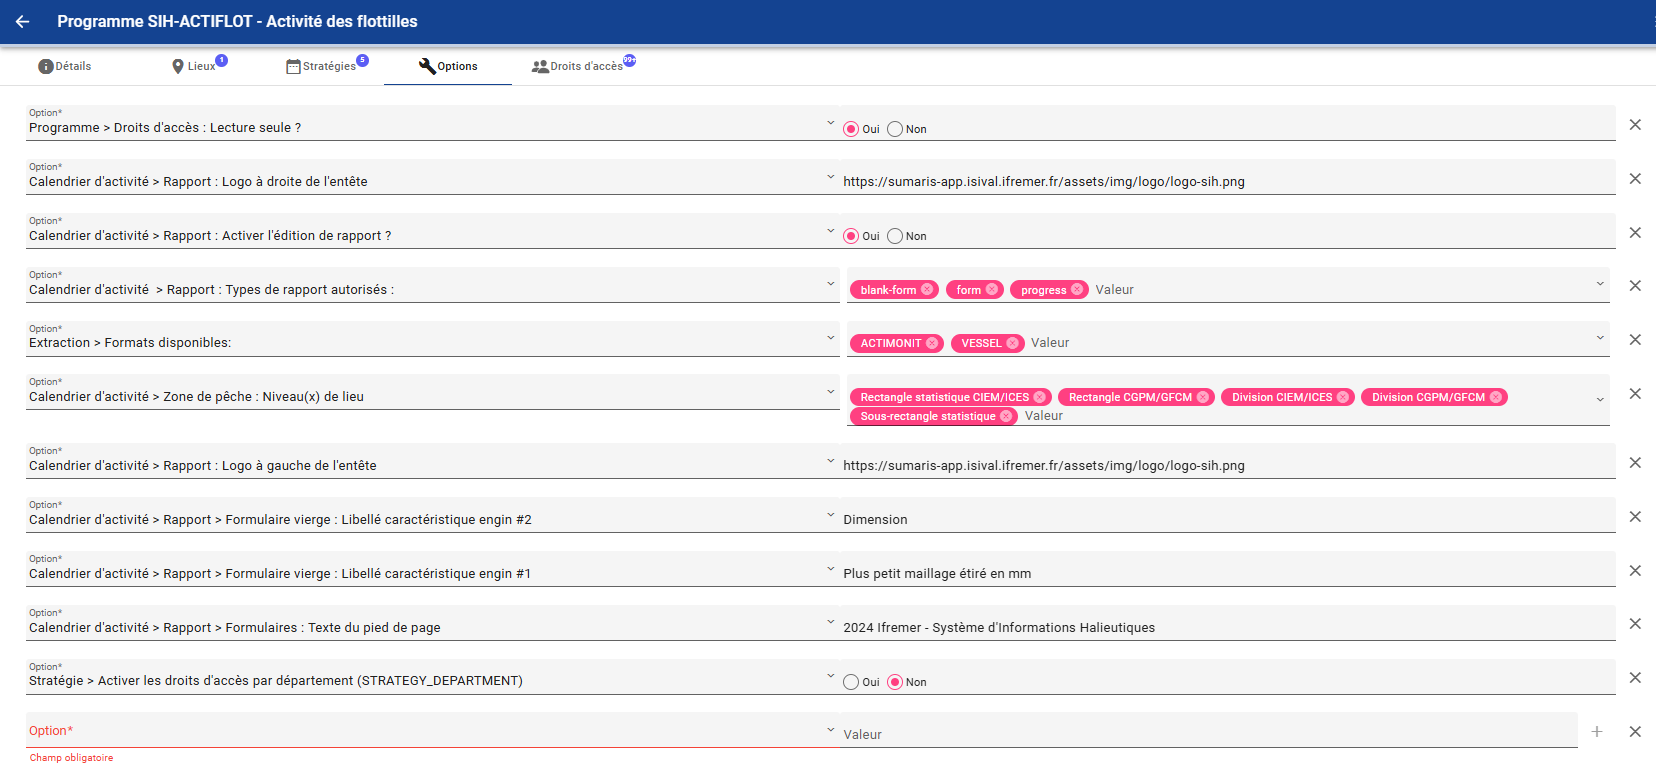 Programme SIH-ACTIFLOT - Activité des flottilles
Détails
Lieux 1
Stratégies 5
Options
Droits d'accès 99+
Option*
Programme > Droits d'accès : Lecture seule ?
Oui Non
Option*
Calendrier d'activité > Rapport : Logo à droite de l'entête
https://sumaris-app.isival.ifremer.fr/assets/img/logo/logo-sih.png
Option*
Calendrier d'activité > Rapport : Activer l'édition de rapport ?
Oui Non
Option*
Calendrier d'activité > Rapport : Types de rapport autorisés :
blank-form form progress Valeur
Option*
Extraction > Formats disponibles:
ACTIMONIT VESSEL Valeur
Option*
Calendrier d'activité > Zone de pêche : Niveau(x) de lieu
Rectangle statistique CIEM/ICES Rectangle CGPM/GFCM Division CIEM/ICES Division CGPM/GFCM
Sous-rectangle statistique Valeur
Option*
Calendrier d'activité > Rapport : Logo à gauche de l'entête
https://sumaris-app.isival.ifremer.fr/assets/img/logo/logo-sih.png
Option*
Calendrier d'activité > Rapport > Formulaire vierge : Libellé caractéristique engin #2
Dimension
Option*
Calendrier d'activité > Rapport > Formulaire vierge : Libellé caractéristique engin #1
Plus petit maillage étiré en mm
Option*
Calendrier d'activité > Rapport > Formulaires : Texte du pied de page
2024 Ifremer - Système d'Informations Halieutiques
Option*
Stratégie > Activer les droits d'accès par département (STRATEGY_DEPARTMENT)
Oui Non
Option*
Valeur
Champ obligatoire